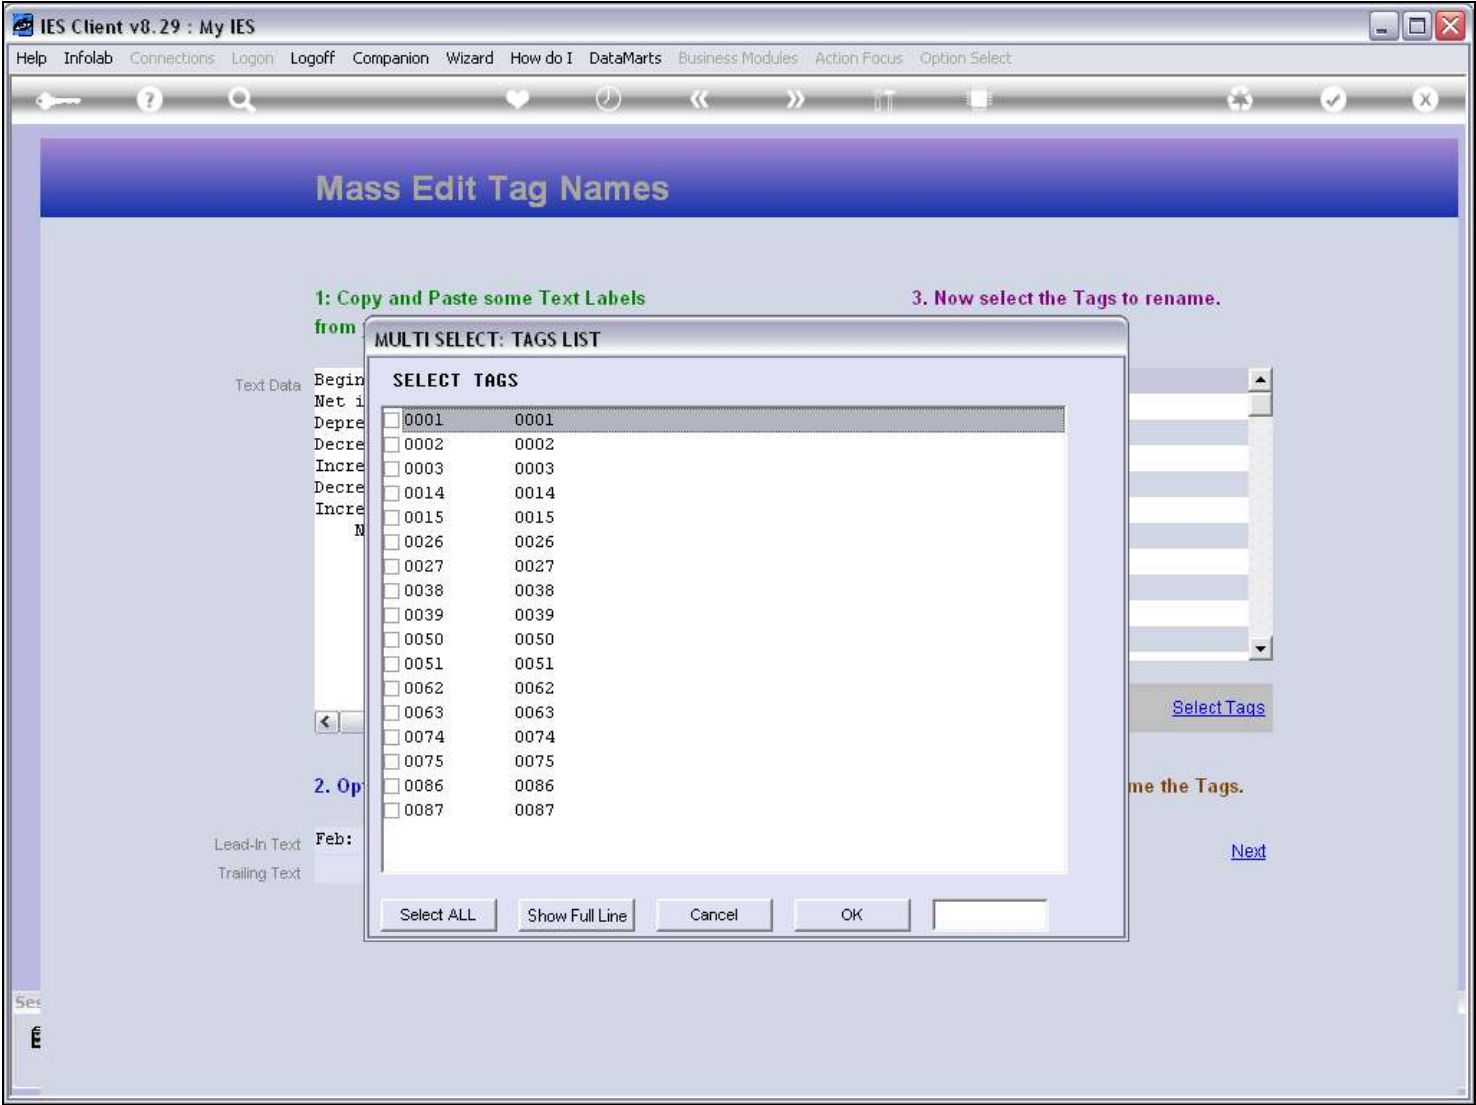 IES Client v8.29 : My IES
Help Infolab Connections Logon Logoff Companion Wizard How do I DataMarts Business Modules Action Focus Option Select
Mass Edit Tag Names
1: Copy and Paste some Text Labels
from
3. Now select the Tags to rename.
MULTI SELECT: TAGS LIST
SELECT TAGS
Text Data
Begin
Net i
Depre
Decre
Incre
Decre
Incre
N
0001 0001
0002 0002
0003 0003
0014 0014
0015 0015
0026 0026
0027 0027
0038 0038
0039 0039
0050 0050
0051 0051
0062 0062
0063 0063
0074 0074
0075 0075
0086 0086
0087 0087
Select Tags
2. Op
me the Tags.
Lead-In Text Feb:
Trailing Text
Next
Select ALL Show Full Line Cancel OK
Ses